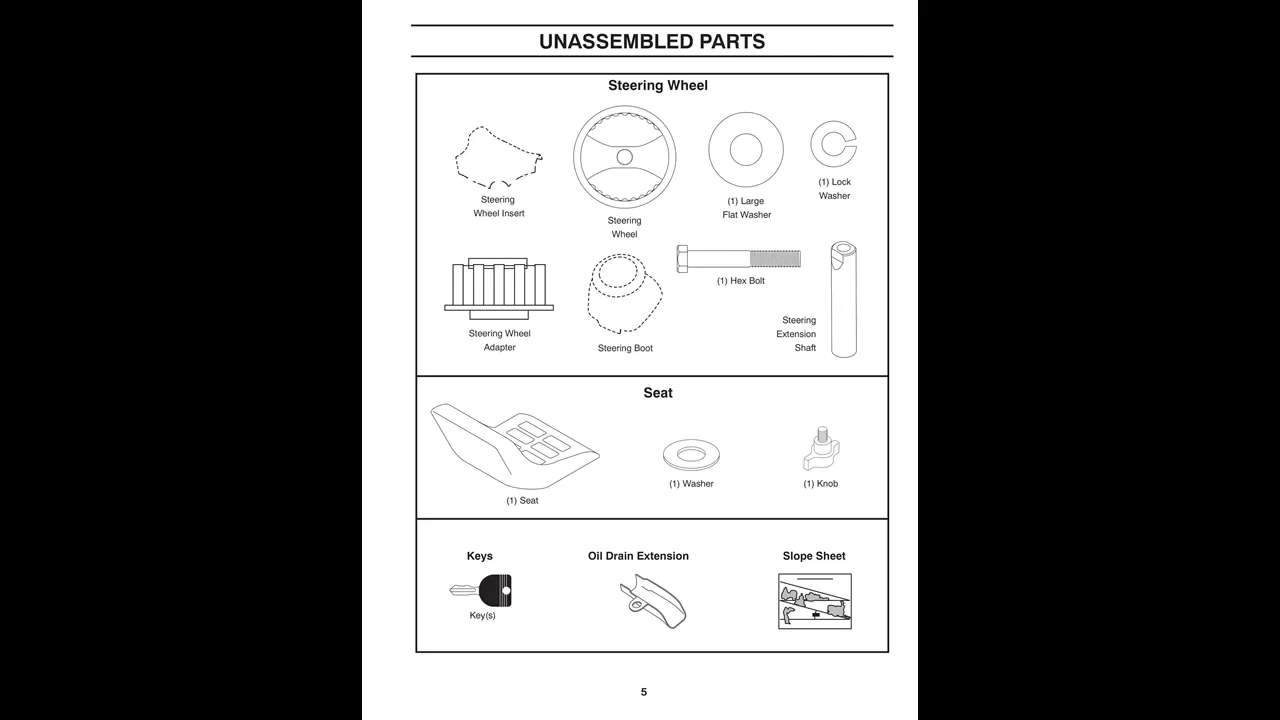 UNASSEMBLED PARTS
Steering Wheel
Steering
Wheel Insert
Steering
Wheel
(1) Large
Flat Washer
(1) Lock
Washer
Steering Wheel
Adapter
Steering Boot
(1) Hex Bolt
Steering
Extension
Shaft
Seat
(1) Seat
(1) Washer
(1) Knob
Keys
Key(s)
Oil Drain Extension
Slope Sheet
5